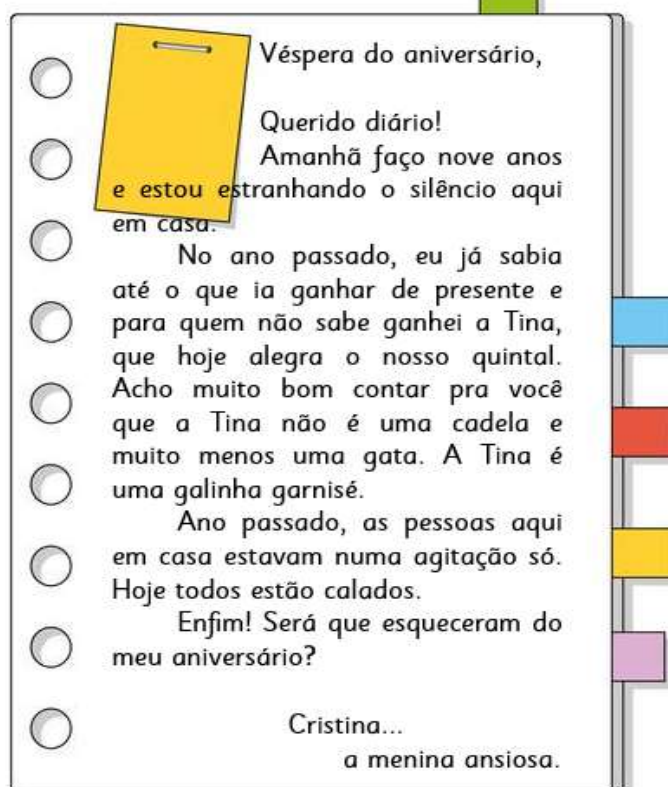 Véspera do aniversário,
Querido diário!
Amanhã faço nove anos
e estou estranhando o silêncio aqui
em casa.
No ano passado, eu já sabia
até o que ia ganhar de presente e
para quem não sabe ganhei a Tina,
que hoje alegra o nosso quintal.
Acho muito bom contar pra você
que a Tina não é uma cadela e
muito menos uma gata. A Tina é
uma galinha garnisé.
Ano passado, as pessoas aqui
em casa estavam numa agitação só.
Hoje todos estão calados.
Enfim! Será que esqueceram do
meu aniversário?
Cristina...
a menina ansiosa.